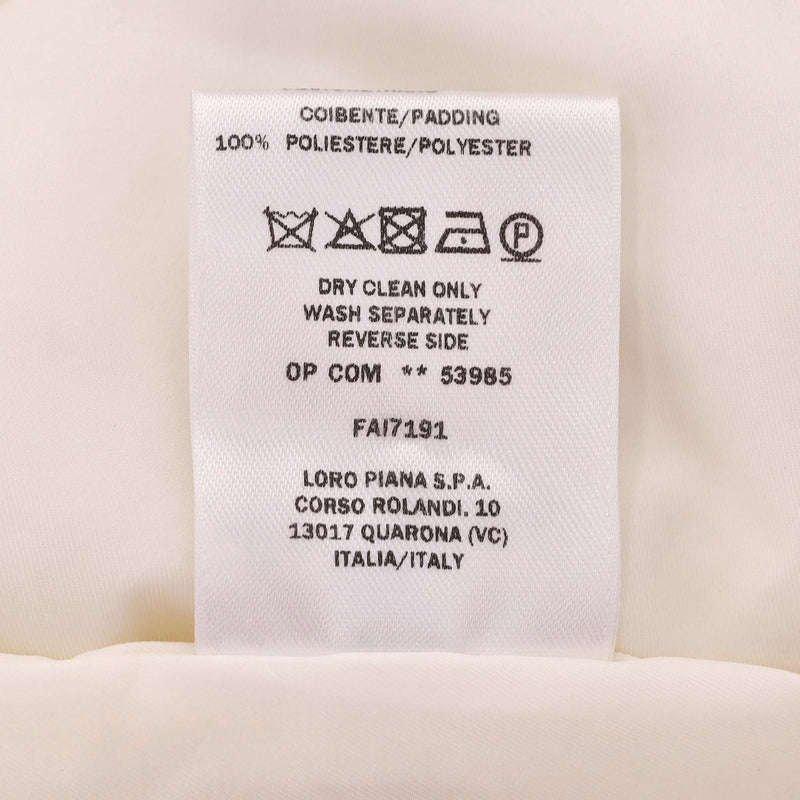 COIBENTE/PADDING
100% POLIESTERE/POLYESTER
P
DRY CLEAN ONLY
WASH SEPARATELY
REVERSE SIDE
OP COM ** 53985
FAI7191
LORO PIANA S.P.A.
CORSO ROLANDI. 10
13017 QUARONA (VC)
ITALIA/ITALY